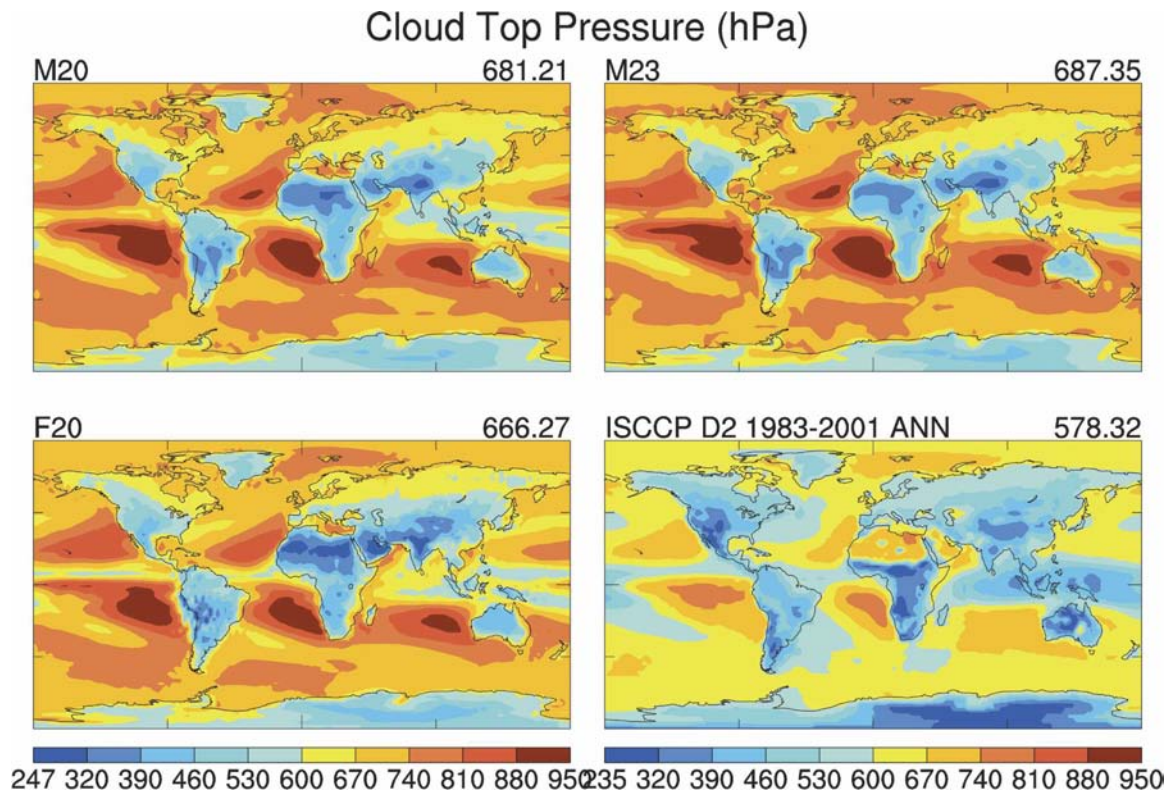 Cloud Top Pressure (hPa)
M20 681.21 M23 687.35
F20 666.27 ISCCP D2 1983-2001 ANN 578.32
247 320 390 460 530 600 670 740 810 880 950 235 320 390 460 530 600 670 740 810 880 950